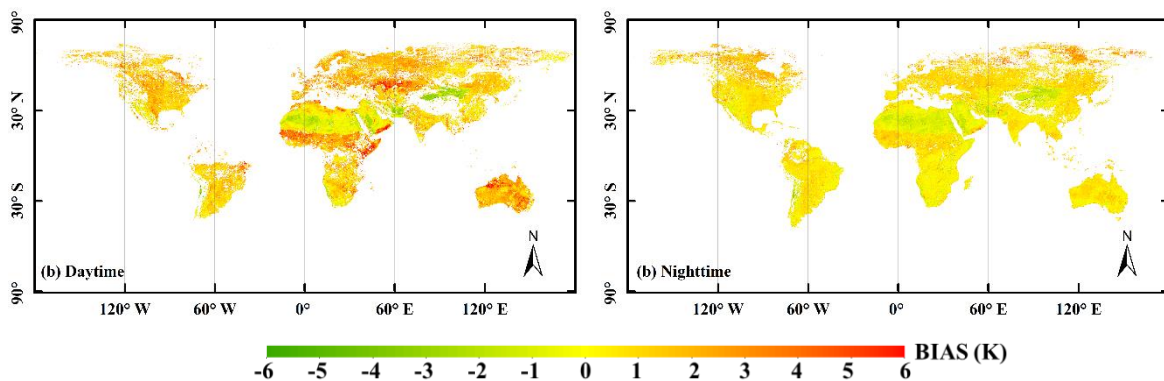 90°
30° N
30° S
90°
N
(b) Daytime
120° W 60° W 0° 60° E 120° E
90°
30° N
30° S
90°
N
(b) Nighttime
120° W 60° W 0° 60° E 120° E
BIAS (K)
-6 -5 -4 -3 -2 -1 0 1 2 3 4 5 6